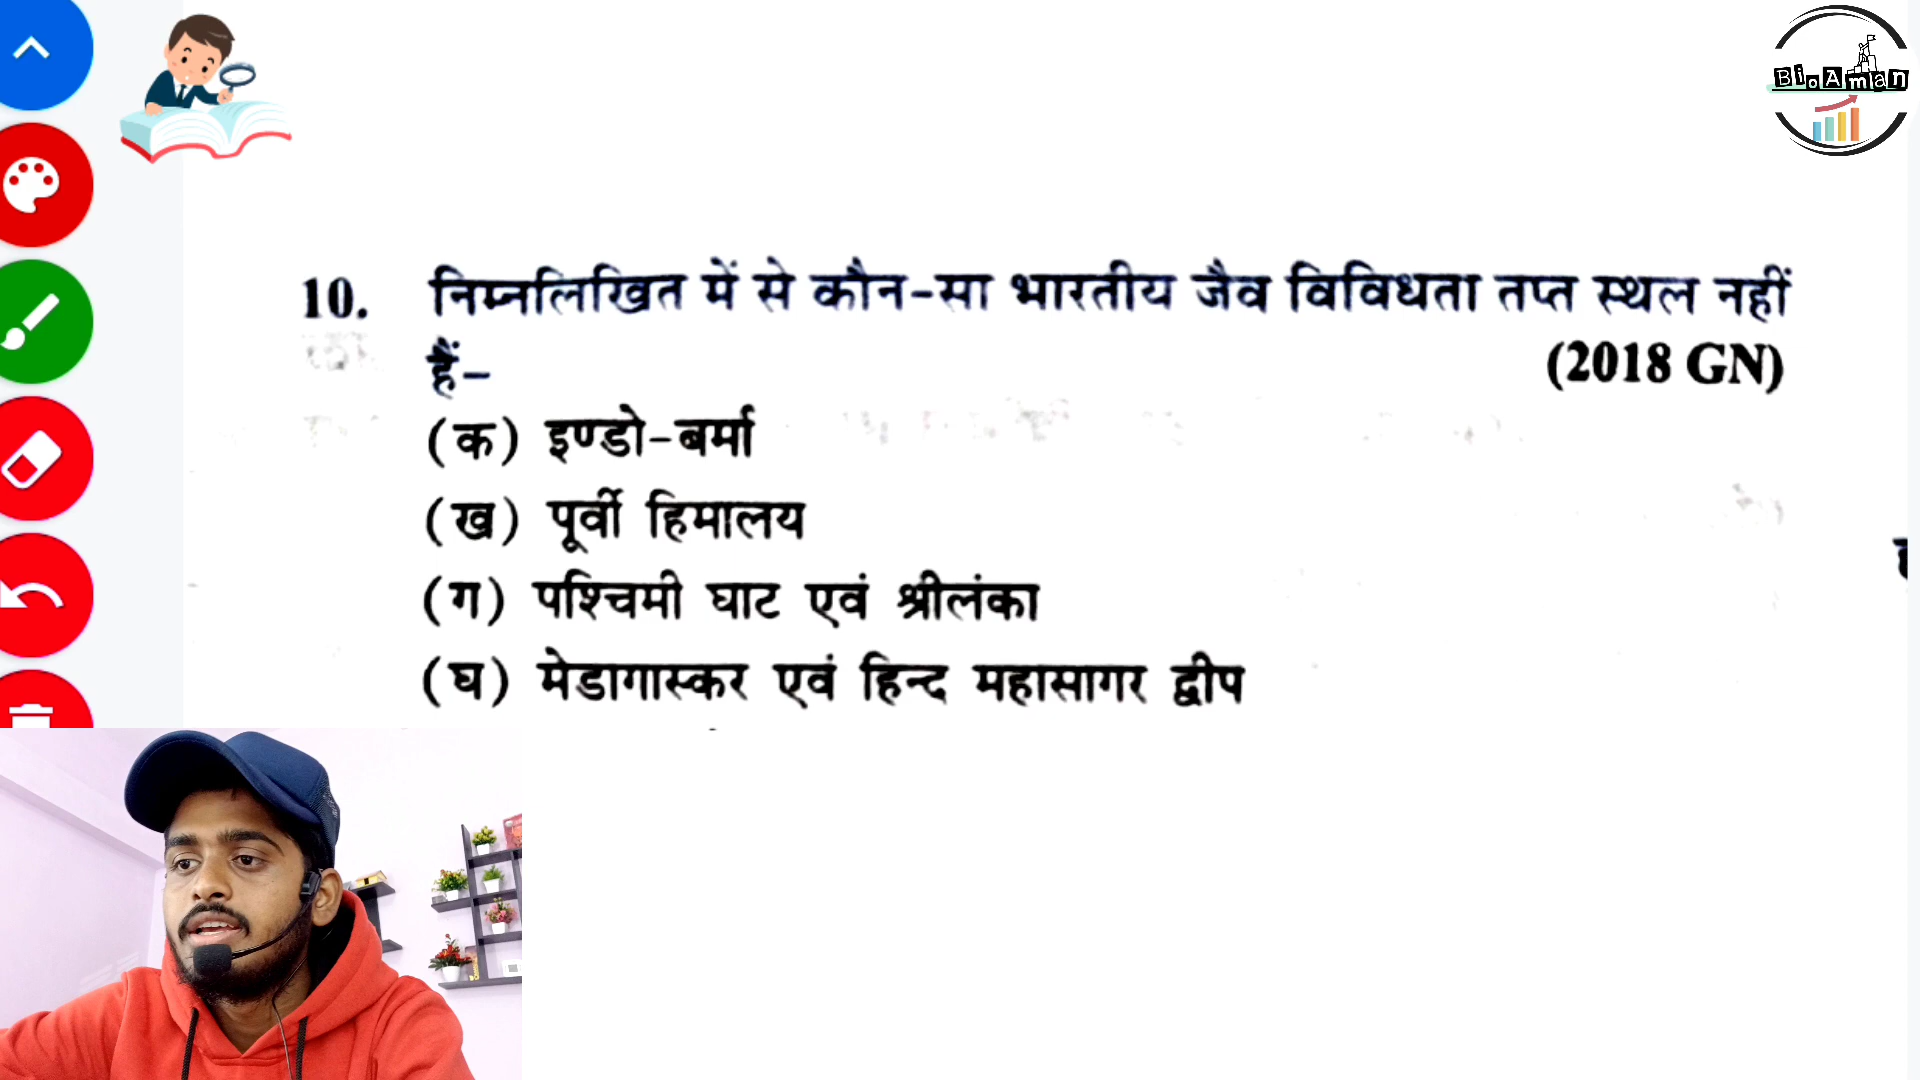 BioAman
10. निम्नलिखित में से कौन-सा भारतीय जैव विविधता तप्त स्थल नहीं
हैं- (2018 GN)
(क) इण्डो-बर्मा
(ख) पूर्वी हिमालय
(ग) पश्चिमी घाट एवं श्रीलंका
(घ) मेडागास्कर एवं हिन्द महासागर द्वीप